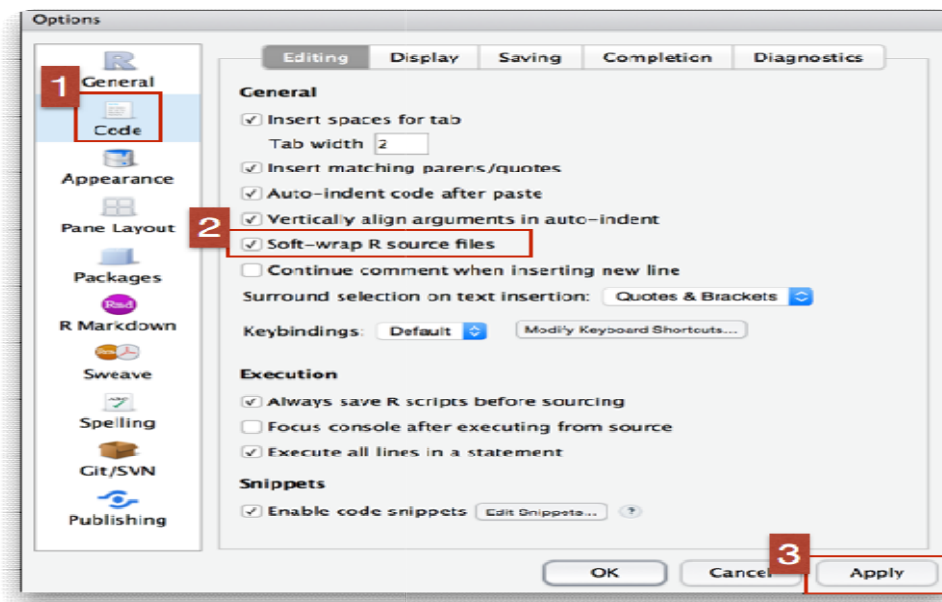 Options
R
General
1
Code
Appearance
Pane Layout
Packages
Rmd
R Markdown
Sweave
ABC
Spelling
Git/SVN
Publishing
Editing Display Saving Completion Diagnostics
General
Insert spaces for tab
Tab width 2
Insert matching parens/quotes
Auto-indent code after paste
Vertically align arguments in auto-indent
2
Soft-wrap R source files
Continue comment when inserting new line
Surround selection on text insertion: Quotes & Brackets
Keybindings: Default Modify Keyboard Shortcuts...
Execution
Always save R scripts before sourcing
Focus console after executing from source
Execute all lines in a statement
Snippets
Enable code snippets Edit Snippets... ?
3
OK Cancel Apply